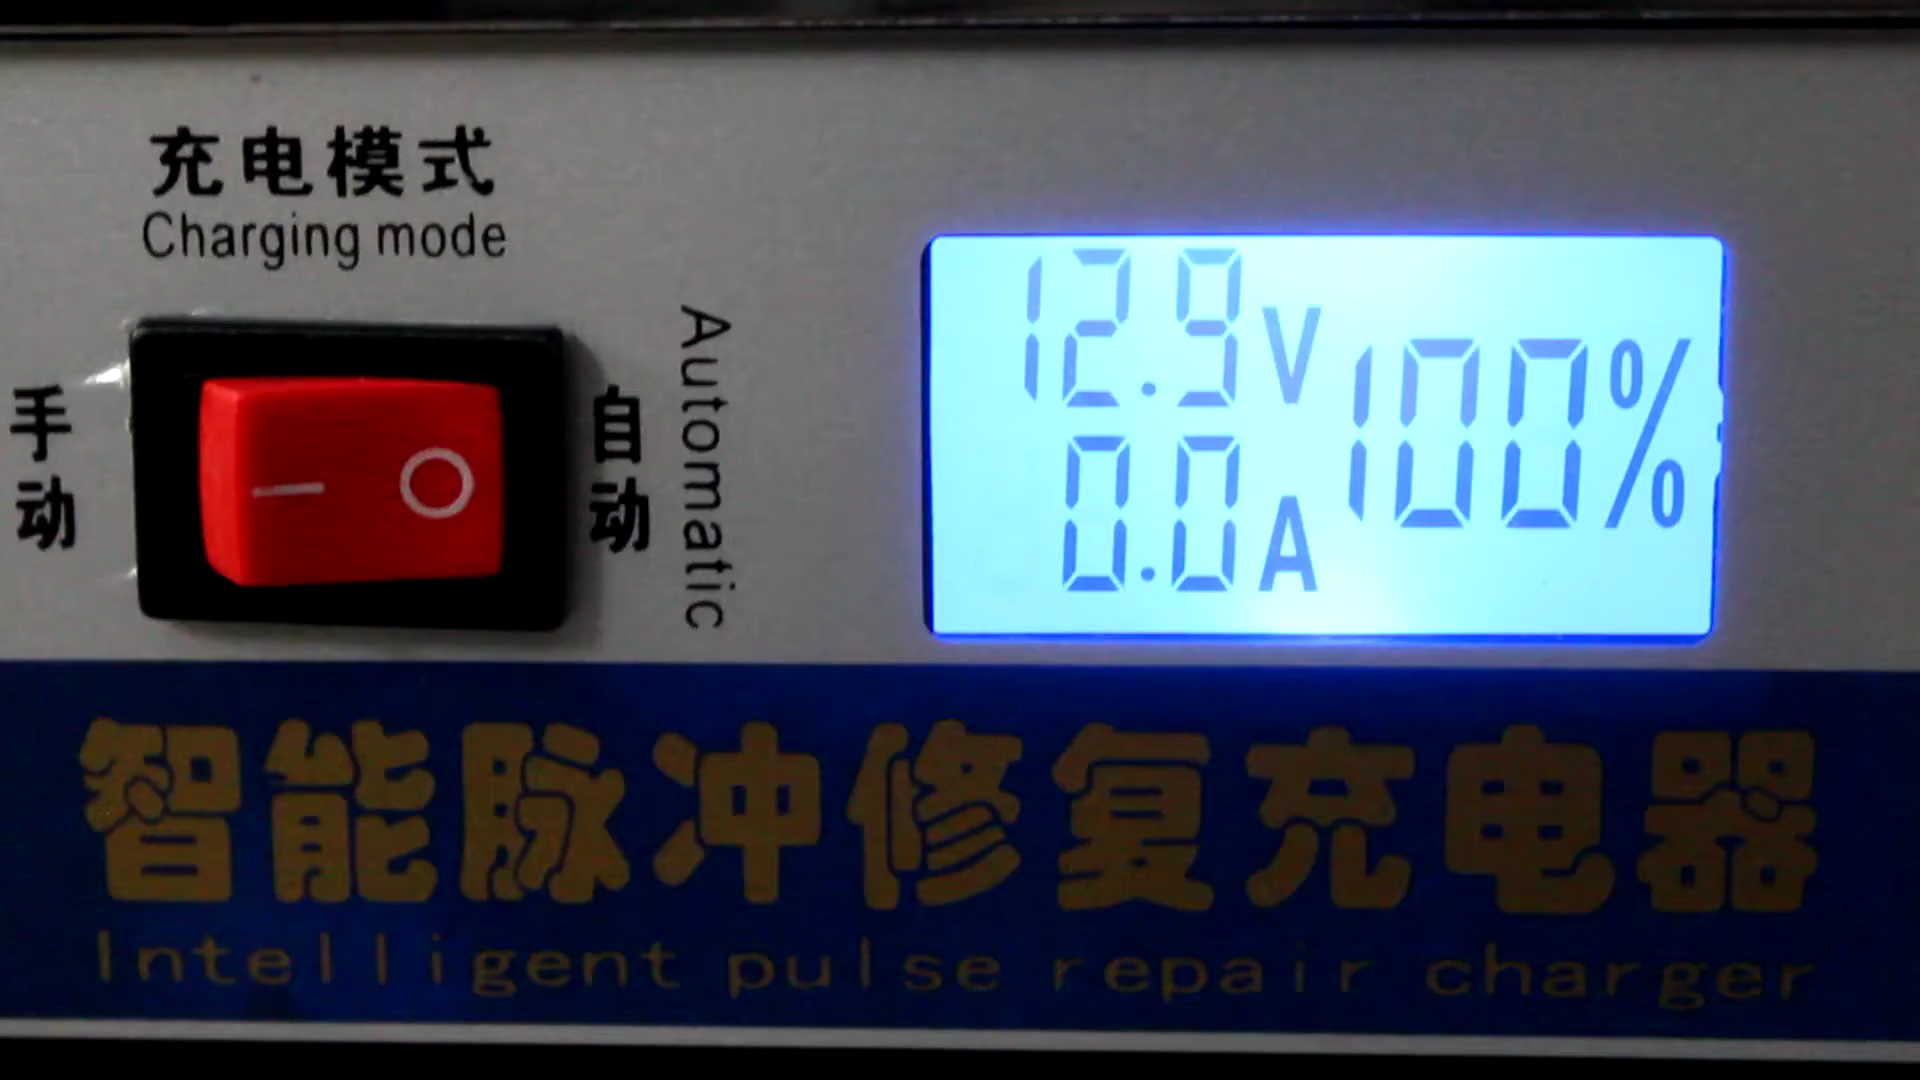 充电模式
Charging mode
手动
自动
Automatic
12.9V
0.0A
100%
智能脉冲修复充电器
Intelligent pulse repair charger